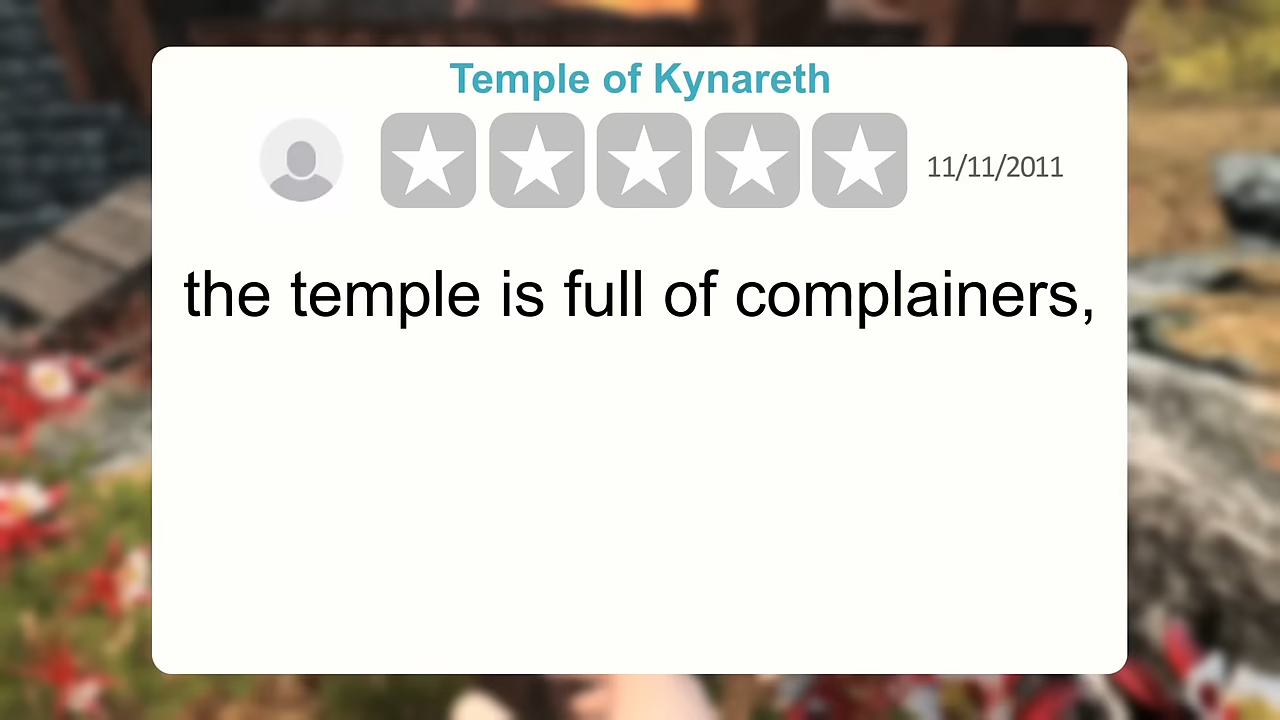 Temple of Kynareth
11/11/2011
the temple is full of complainers,